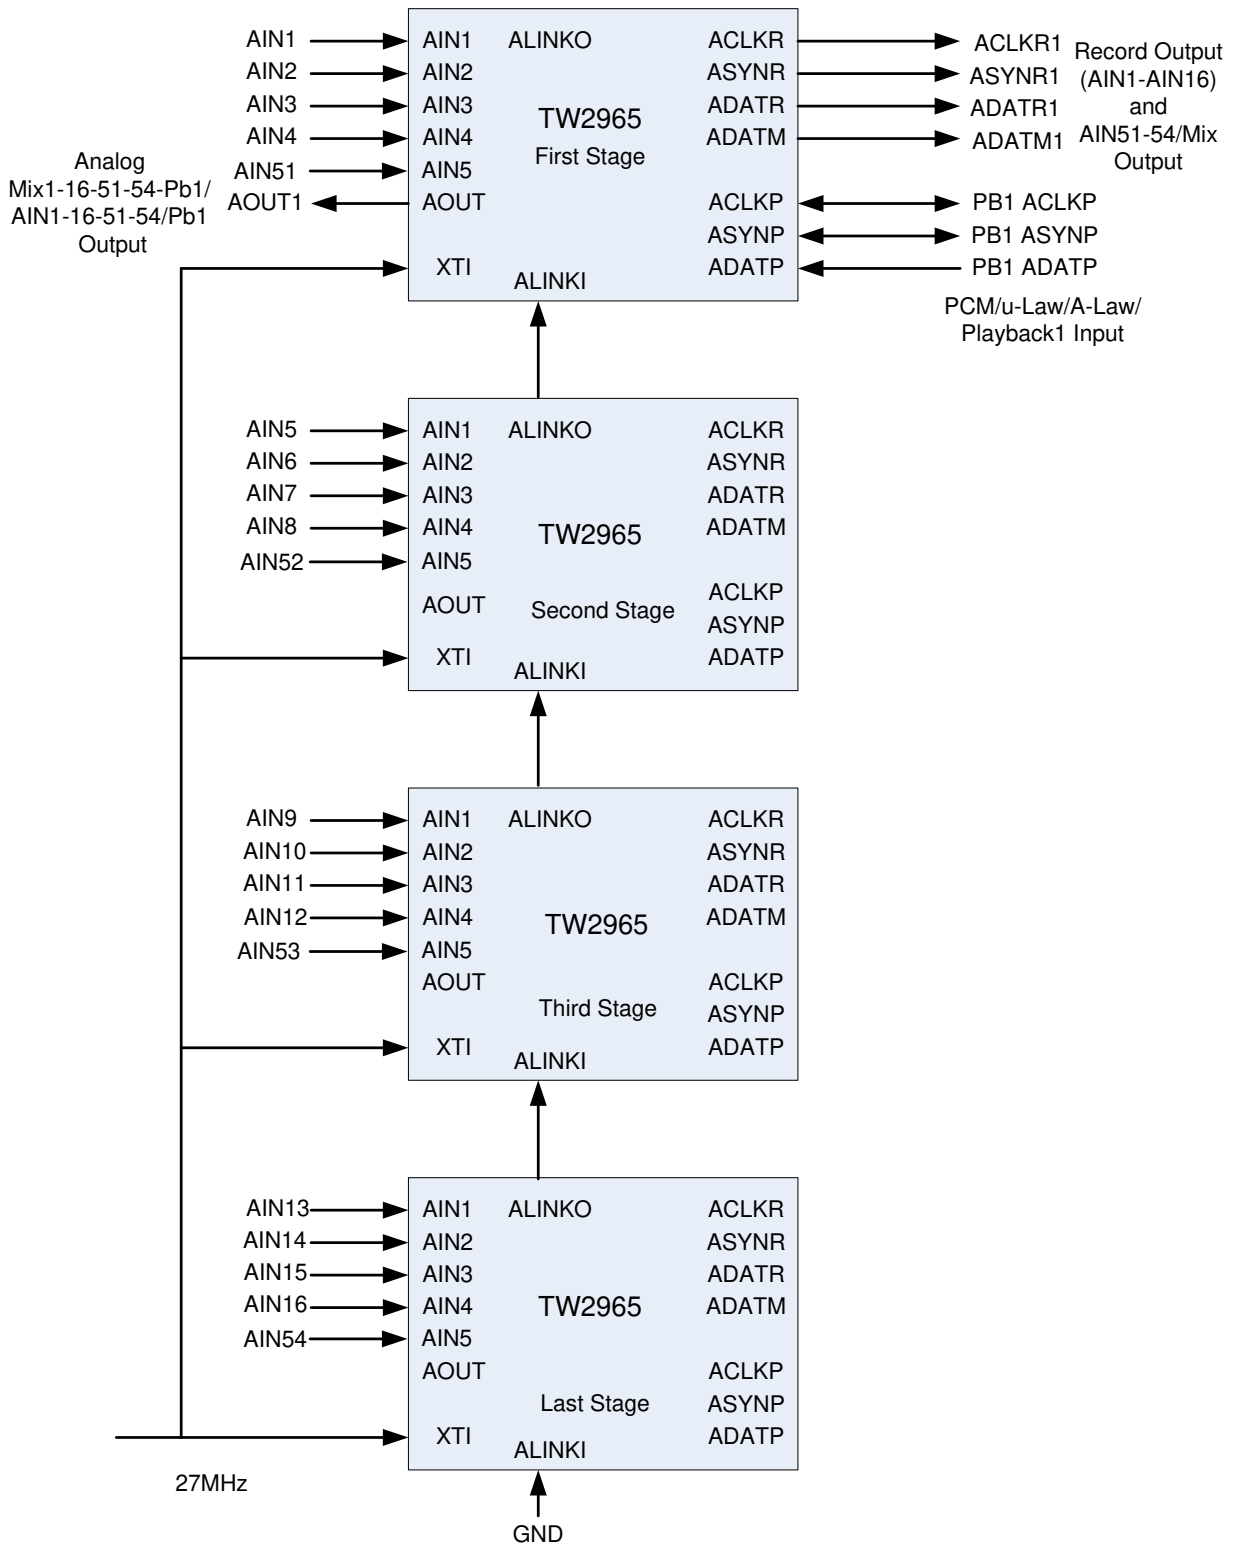 AIN1 AIN1 ALINKO ACLKR ACLKR1
AIN2 AIN2 ASYNR ASYNR1
AIN3 AIN3 ADATR ADATR1
AIN4 AIN4 ADATM ADATM1
AIN51 AIN5
AOUT1 AOUT ACLKP PB1 ACLKP
ASYNP PB1 ASYNP
XTI ADATP PB1 ADATP
ALINKI
TW2965
First Stage
Analog
Mix1-16-51-54-Pb1/
AIN1-16-51-54/Pb1
Output
Record Output
(AIN1-AIN16)
and
AIN51-54/Mix
Output
PCM/u-Law/A-Law/
Playback1 Input
AIN5 AIN1 ALINKO ACLKR
AIN6 AIN2 ASYNR
AIN7 AIN3 ADATR
AIN8 AIN4 ADATM
TW2965
AIN52 AIN5
ACLKP
AOUT Second Stage
ASYNP
XTI ADATP
ALINKI
AIN9 AIN1 ALINKO ACLKR
AIN10 AIN2 ASYNR
AIN11 AIN3 ADATR
AIN12 AIN4 ADATM
TW2965
AIN53 AIN5
AOUT ACLKP
Third Stage ASYNP
XTI ADATP
ALINKI
AIN13 AIN1 ALINKO ACLKR
AIN14 AIN2 ASYNR
AIN15 AIN3 ADATR
AIN16 AIN4 TW2965 ADATM
AIN54 AIN5
AOUT ACLKP
Last Stage ASYNP
XTI ADATP
ALINKI
27MHz
GND